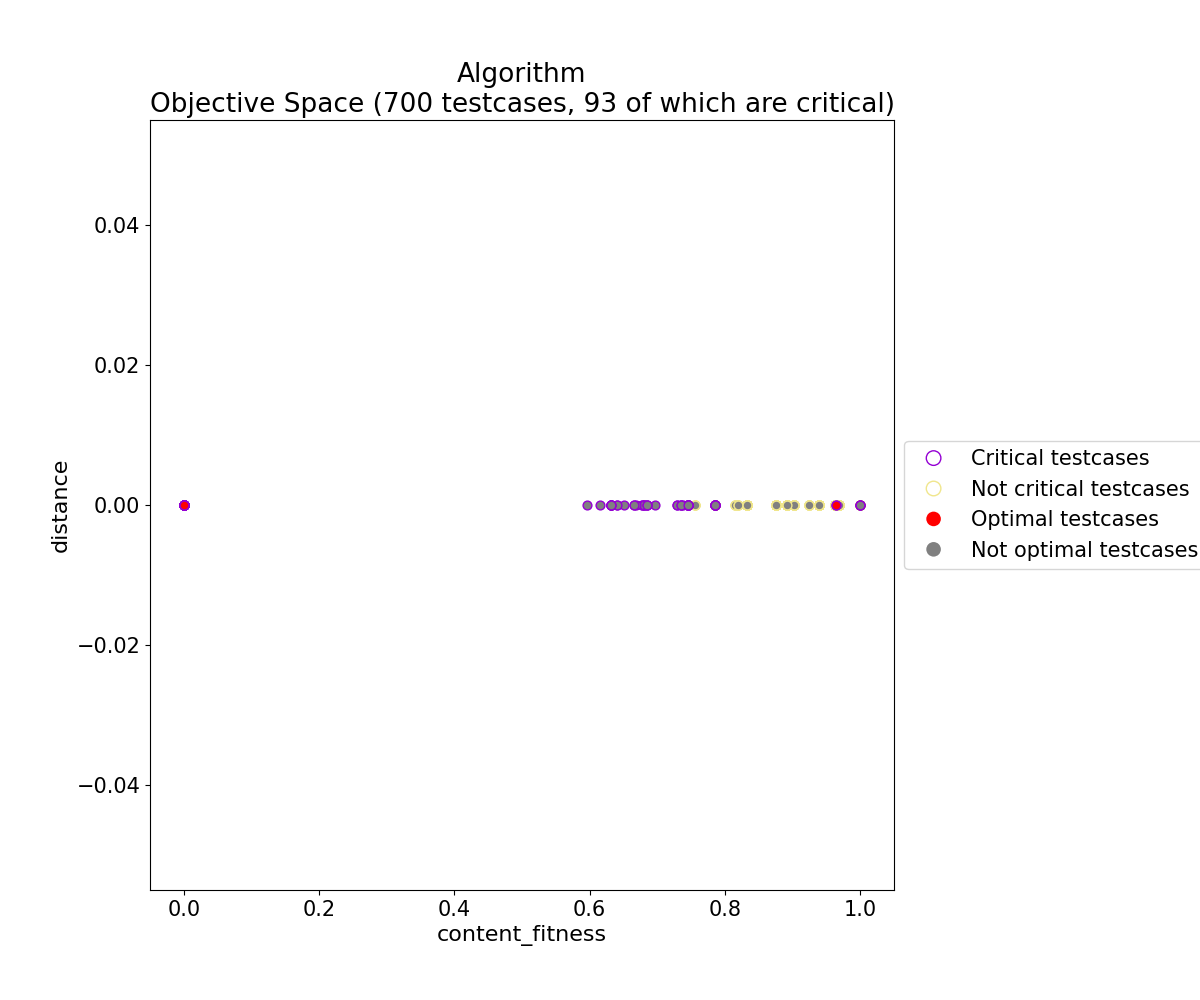 Algorithm
Objective Space (700 testcases, 93 of which are critical)
0.04
0.02
0.00
−0.02
−0.04
distance
0.0 0.2 0.4 0.6 0.8 1.0
content_fitness
Critical testcases
Not critical testcases
Optimal testcases
Not optimal testcases